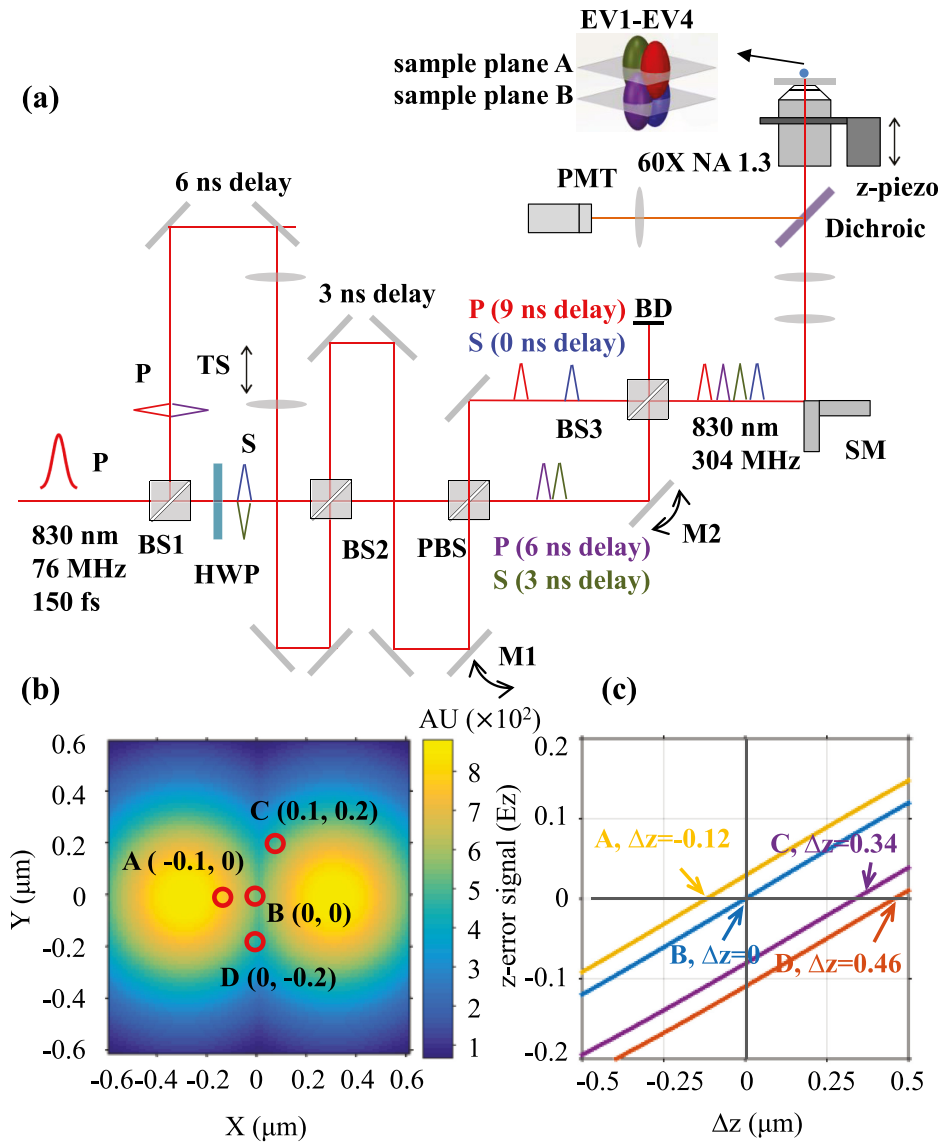 EV1-EV4
sample plane A
sample plane B
(a)
60X NA 1.3
z-piezo
PMT
Dichroic
6 ns delay
3 ns delay
P (9 ns delay)
BD
S (0 ns delay)
TS
P
S
P
BS3
830 nm
304 MHz
SM
830 nm
76 MHz
150 fs
BS1
HWP
BS2
PBS
P (6 ns delay)
S (3 ns delay)
M2
M1
(b)
AU (×10²)
0.6
0.4
0.2
0
-0.2
-0.4
-0.6
Y (μm)
C (0.1, 0.2)
A ( -0.1, 0)
B (0, 0)
D (0, -0.2)
-0.6
-0.4
-0.2
0
0.2
0.4
0.6
X (μm)
8
7
6
5
4
3
2
1
(c)
z-error signal (Ez)
0.2
0.1
0
-0.1
-0.2
A, Δz=-0.12
C, Δz=0.34
B, Δz=0
D, Δz=0.46
-0.5
-0.25
0
0.25
0.5
Δz (μm)